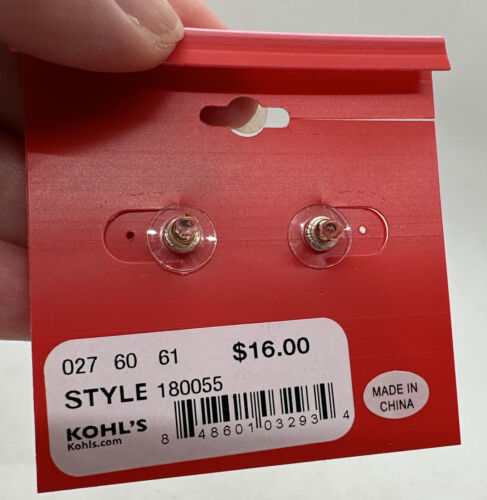 027 60 61 $16.00
STYLE 180055
KOHL'S
Kohls.com
8 48601 03293 4
MADE IN
CHINA